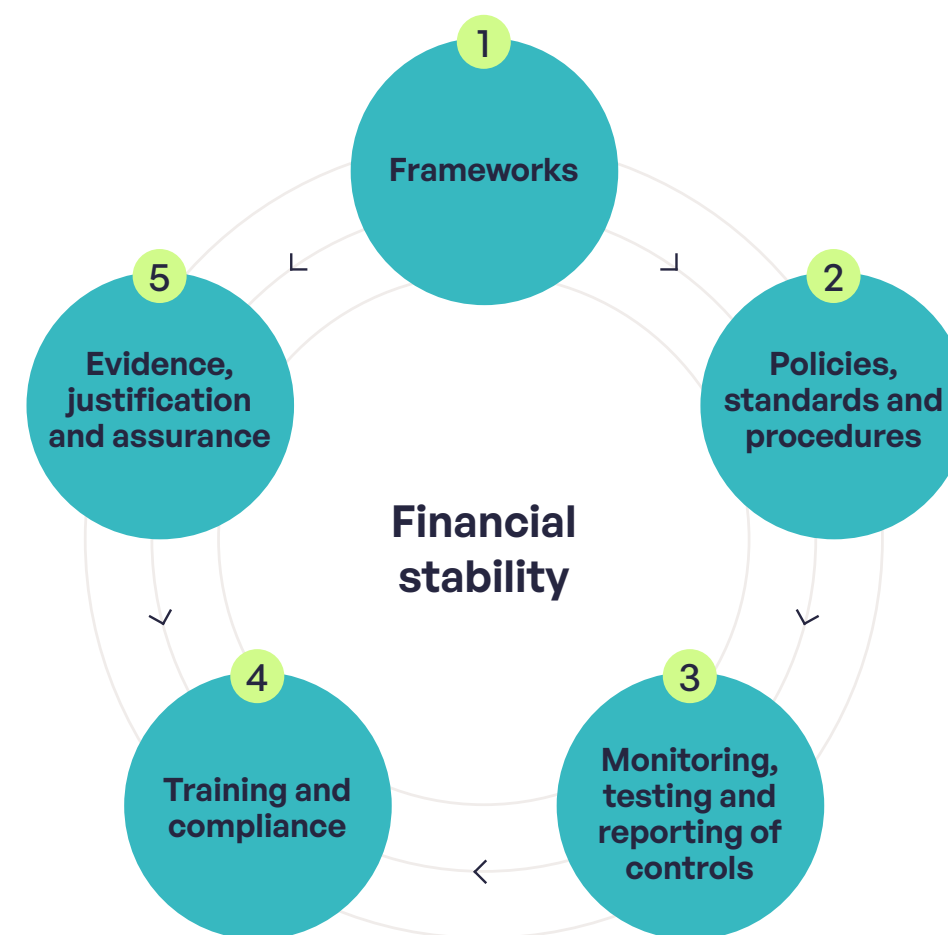 1
Frameworks
2
Policies,
standards and
procedures
3
Monitoring,
testing and
reporting of
controls
4
Training and
compliance
5
Evidence,
justification
and assurance
Financial
stability